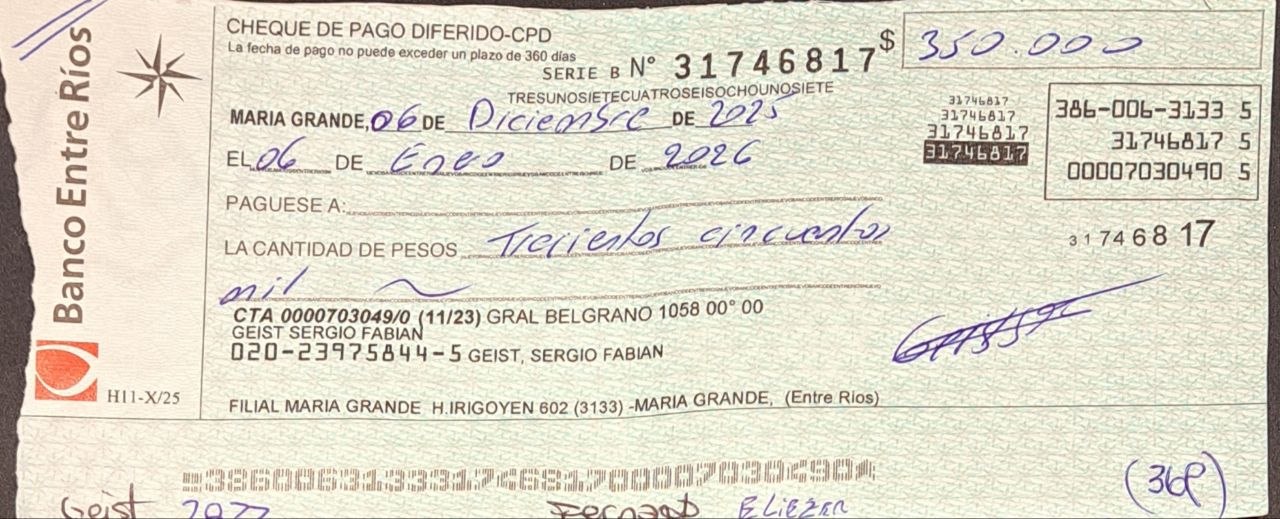 Banco Entre Ríos
CHEQUE DE PAGO DIFERIDO-CPD
La fecha de pago no puede exceder un plazo de 360 días
SERIE B N° 31746817
$ 350.000
TRESUNOSIETECUATROSEISOCHOUNOSIETE
MARIA GRANDE, 06 DE Diciembre DE 2025
31746817
31746817
31746817
31746817
386-006-3133 5
31746817 5
00007030490 5
EL 06 DE Enero DE 2026
PAGUESE A:
LA CANTIDAD DE PESOS Trecientos cincuenta
31746817
mil
CTA 0000703049/0 (11/23) GRAL BELGRANO 1058 00° 00
GEIST SERGIO FABIAN
020-23975844-5 GEIST, SERGIO FABIAN
H11-X/25
FILIAL MARIA GRANDE H.IRIGOYEN 602 (3133) -MARIA GRANDE, (Entre Rios)
Geist
ELIEZER